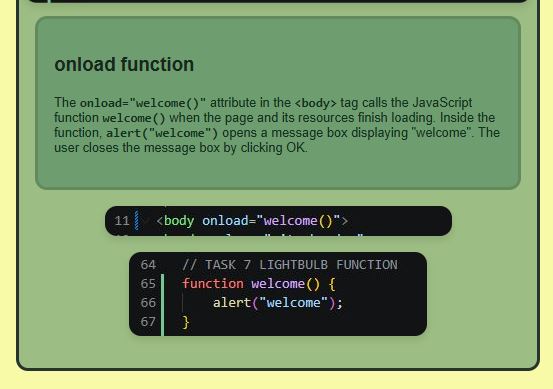 onload function
The onload="welcome()" attribute in the <body> tag calls the JavaScript
function welcome() when the page and its resources finish loading. Inside the
function, alert("welcome") opens a message box displaying "welcome". The
user closes the message box by clicking OK.
11 <body onload="welcome()">
64 // TASK 7 LIGHTBULB FUNCTION
65 function welcome() {
66 alert("welcome");
67 }